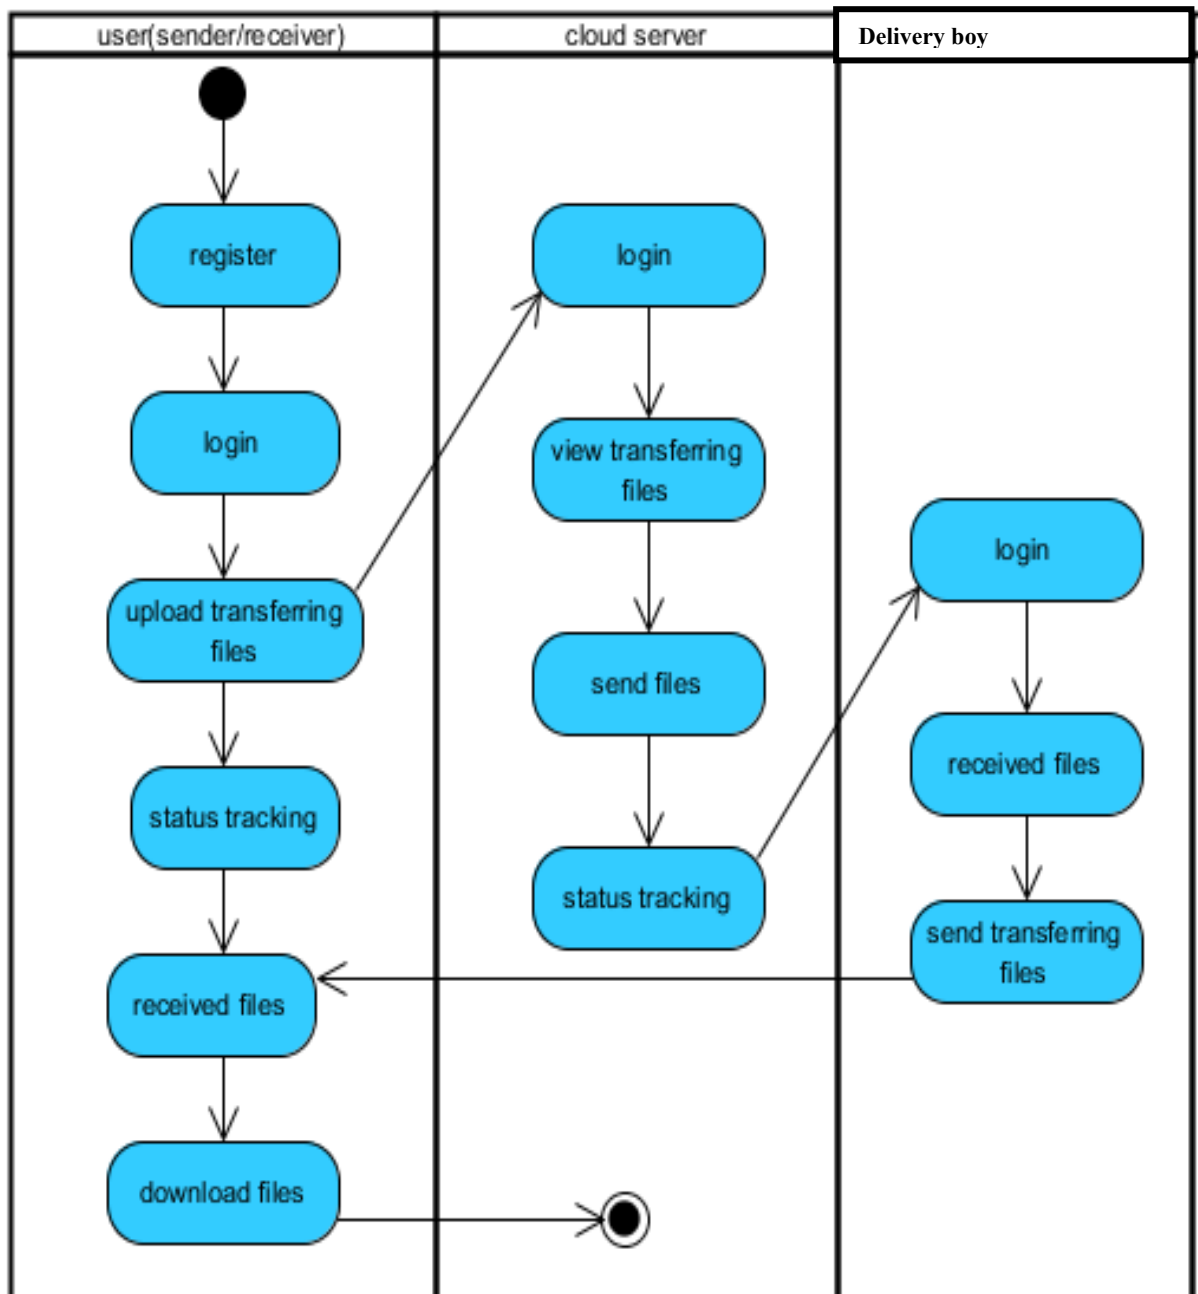 user(sender/receiver)
cloud server
Delivery boy
register
login
upload transferring
files
status tracking
received files
download files
login
view transferring
files
send files
status tracking
login
received files
send transferring
files